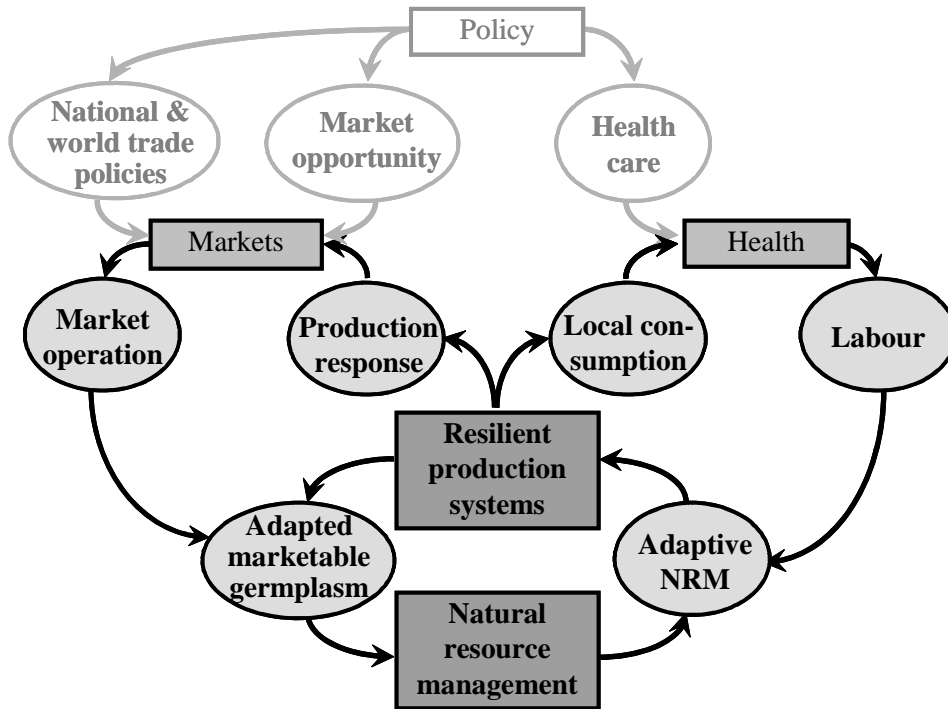 Policy
National &
world trade
policies
Market
opportunity
Health
care
Markets
Health
Market
operation
Production
response
Local con-
sumption
Labour
Resilient
production
systems
Adapted
marketable
germplasm
Adaptive
NRM
Natural
resource
management